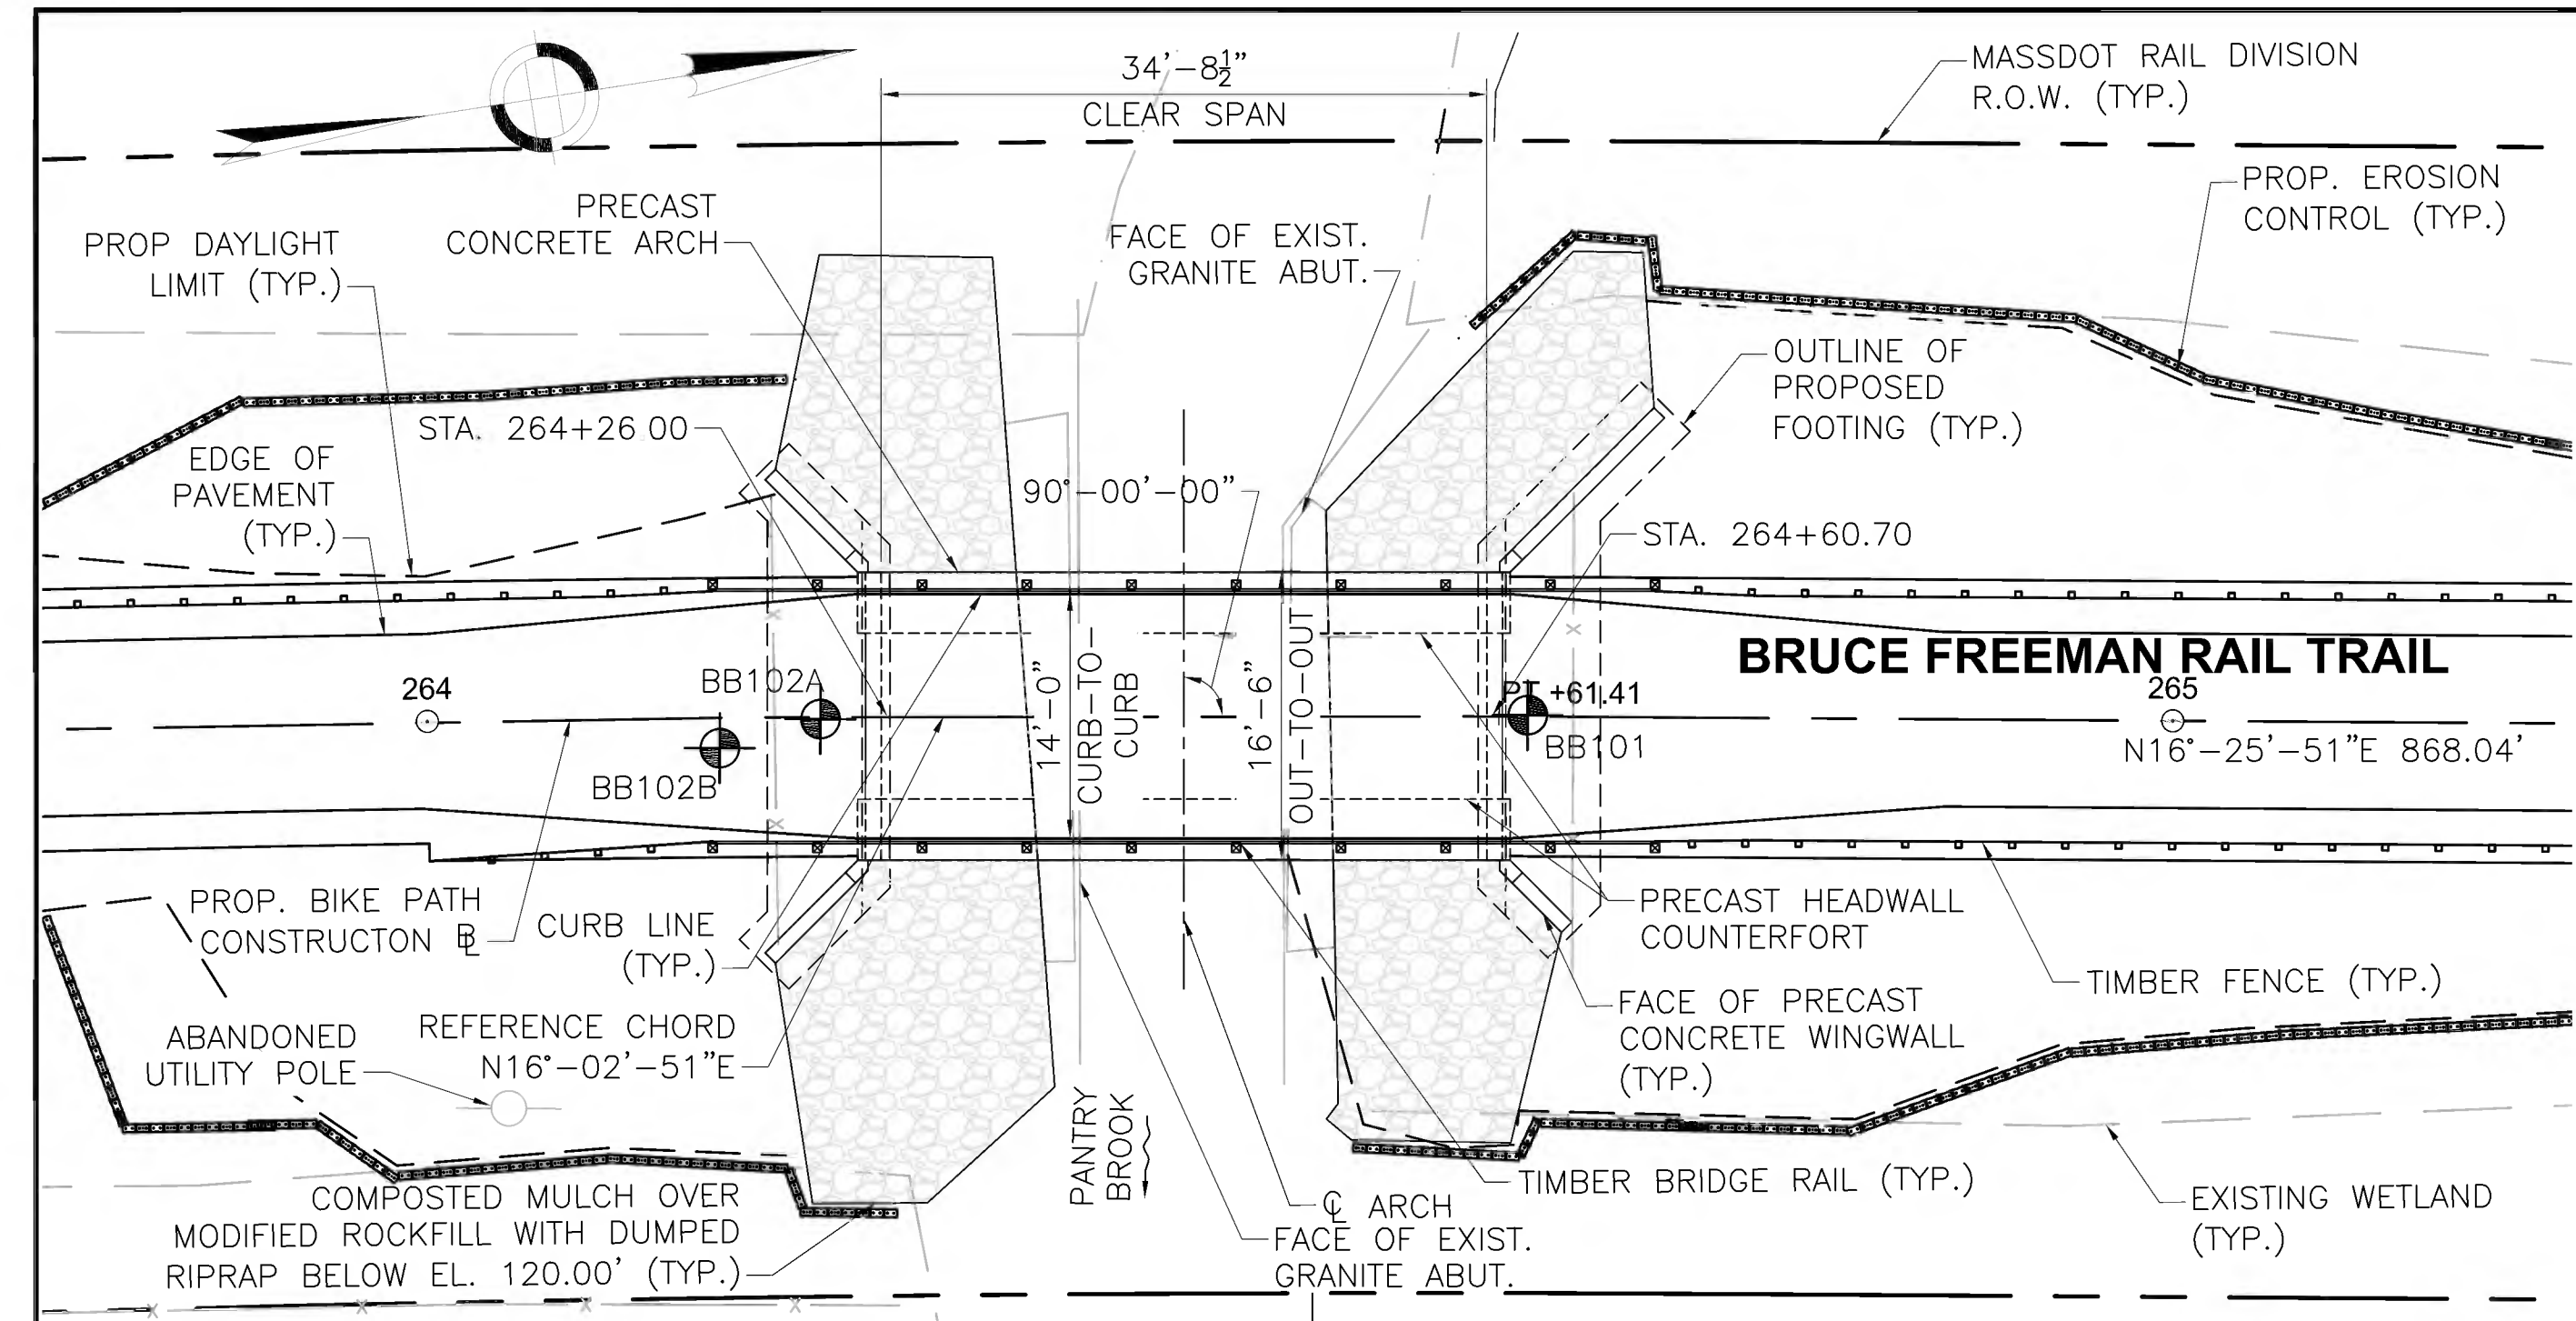 34'-8½"
CLEAR SPAN
MASSDOT RAIL DIVISION
R.O.W. (TYP.)
PROP. EROSION
CONTROL (TYP.)
PRECAST
CONCRETE ARCH
PROP DAYLIGHT
LIMIT (TYP.)
FACE OF EXIST.
GRANITE ABUT.
OUTLINE OF
PROPOSED
FOOTING (TYP.)
STA. 264+26.00
EDGE OF
PAVEMENT
(TYP.)
90°-00'-00"
STA. 264+60.70
BRUCE FREEMAN RAIL TRAIL
264
BB102A
BB102B
14'-0"
CURB-TO-
CURB
16'-6"
OUT-TO-OUT
PT +61.41
BB101
265
N16°-25'-51"E 868.04'
PROP. BIKE PATH
CONSTRUCTON BL
CURB LINE
(TYP.)
PRECAST HEADWALL
COUNTERFORT
TIMBER FENCE (TYP.)
ABANDONED
UTILITY POLE
REFERENCE CHORD
N16°-02'-51"E
FACE OF PRECAST
CONCRETE WINGWALL
(TYP.)
PANTRY
BROOK
TIMBER BRIDGE RAIL (TYP.)
EXISTING WETLAND
(TYP.)
COMPOSTED MULCH OVER
MODIFIED ROCKFILL WITH DUMPED
RIPRAP BELOW EL. 120.00' (TYP.)
℄ ARCH
FACE OF EXIST.
GRANITE ABUT.